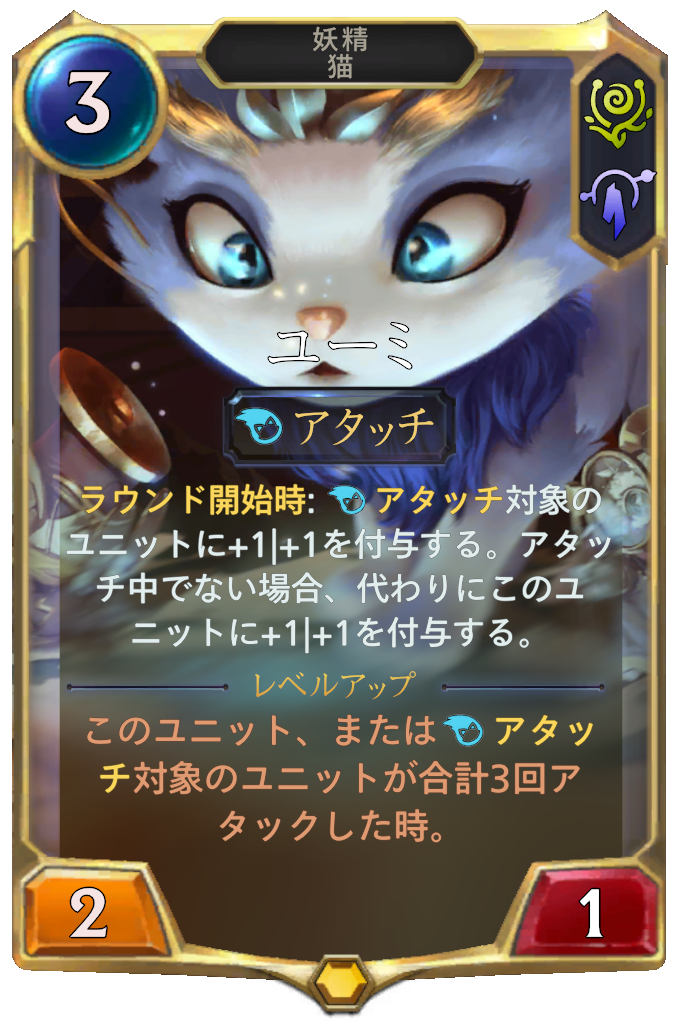 3
妖精
猫
ユーミ
アタッチ
ラウンド開始時: アタッチ対象の
ユニットに+1|+1を付与する。アタッ
チ中でない場合、代わりにこのユ
ニットに+1|+1を付与する。
レベルアップ
このユニット、または アタッ
チ対象のユニットが合計3回ア
タックした時。
2
1